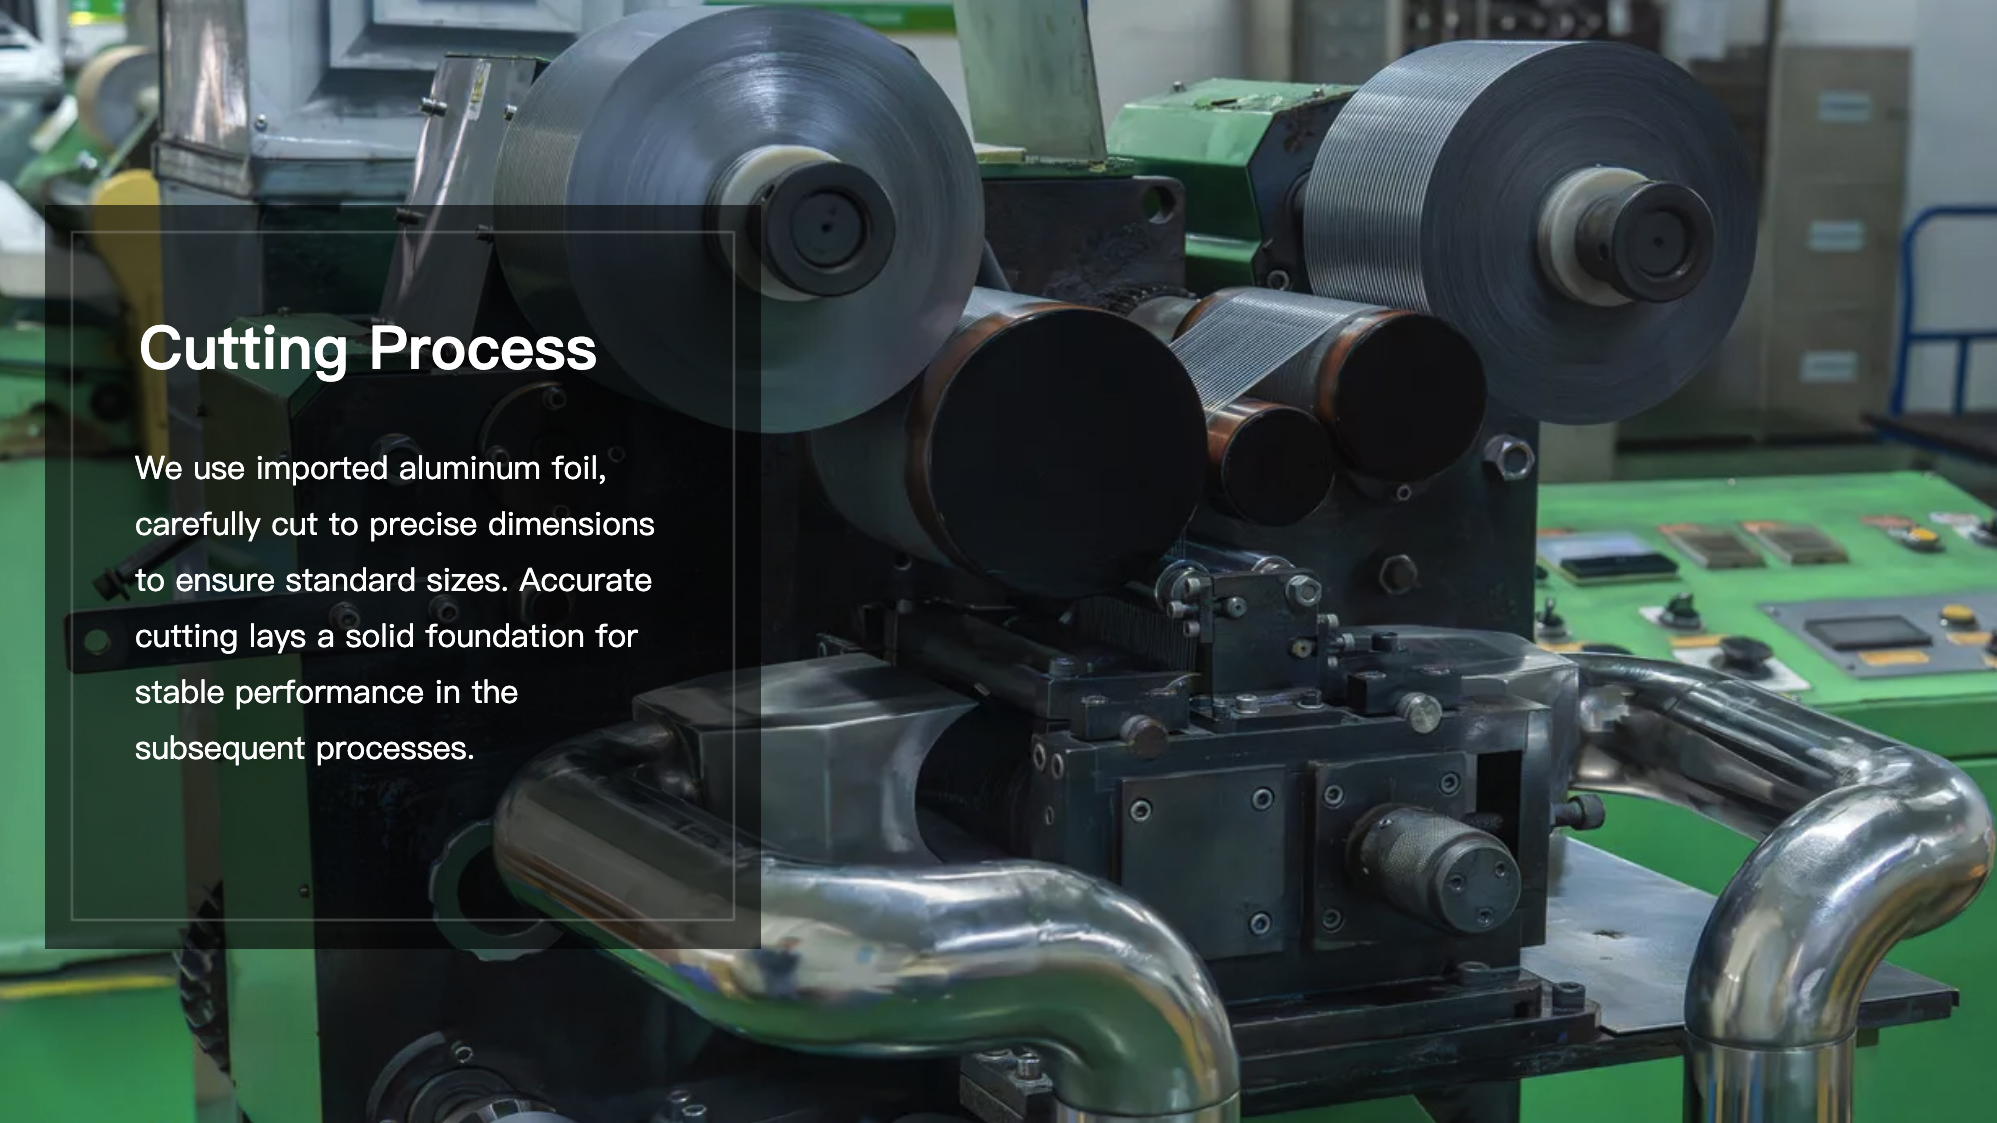 Cutting Process
We use imported aluminum foil,
carefully cut to precise dimensions
to ensure standard sizes. Accurate
cutting lays a solid foundation for
stable performance in the
subsequent processes.